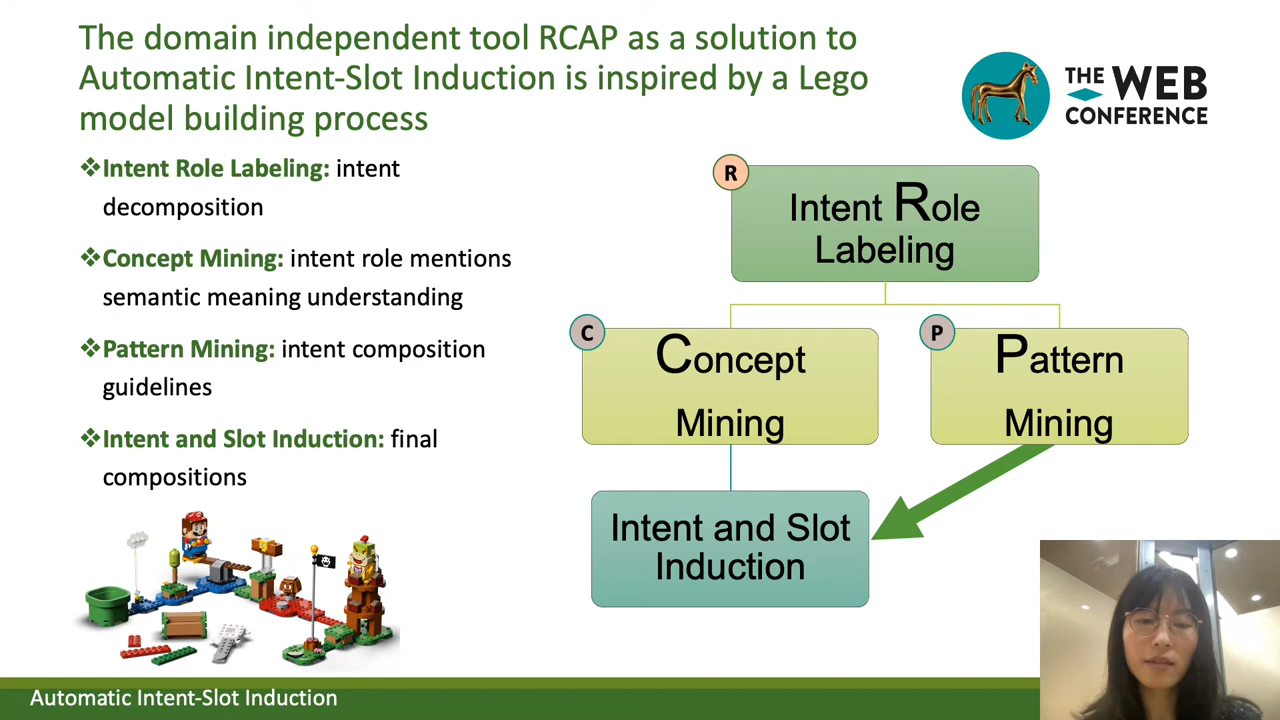 The domain independent tool RCAP as a solution to
Automatic Intent-Slot Induction is inspired by a Lego
model building process
THE WEB
CONFERENCE
❖Intent Role Labeling: intent
decomposition
❖Concept Mining: intent role mentions
semantic meaning understanding
❖Pattern Mining: intent composition
guidelines
❖Intent and Slot Induction: final
compositions
R
Intent Role
Labeling
C
Concept
Mining
P
Pattern
Mining
Intent and Slot
Induction
Automatic Intent-Slot Induction